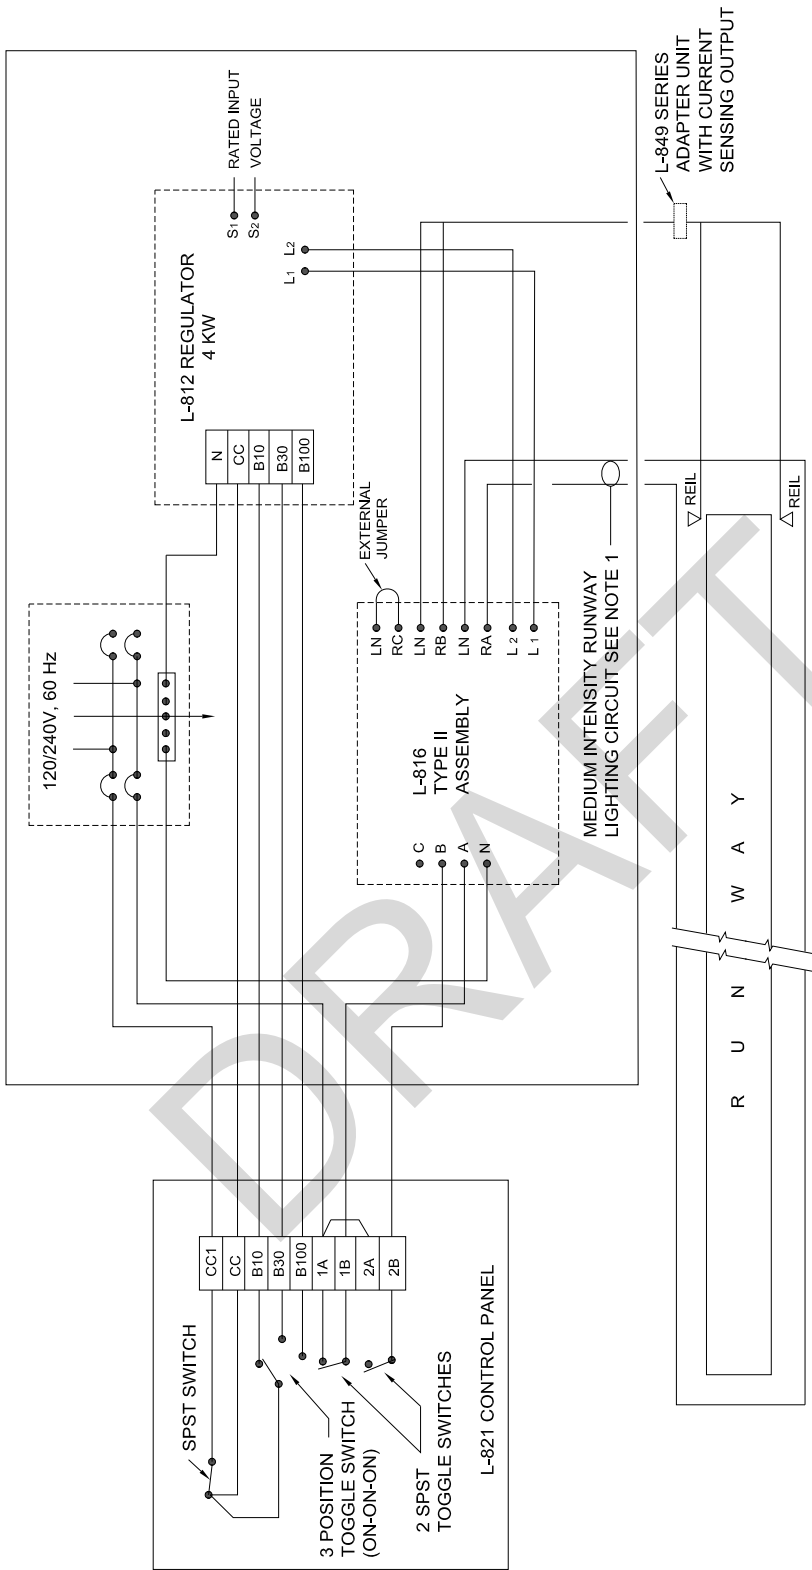 L-849 SERIES
ADAPTER UNIT
WITH CURRENT
SENSING OUTPUT
RATED INPUT
VOLTAGE
S1
S2
L2
L1
L-812 REGULATOR
4 KW
N
CC
B10
B30
B100
EXTERNAL
JUMPER
120/240V, 60 Hz
LN
RC
LN
RB
LN
RA
L 2
L 1
L-816
TYPE II
ASSEMBLY
C
B
A
N
MEDIUM INTENSITY RUNWAY
LIGHTING CIRCUIT SEE NOTE 1
REIL
REIL
R U N W A Y
CC1
CC
B10
B30
B100
1A
1B
2A
2B
SPST SWITCH
3 POSITION
TOGGLE SWITCH
(ON-ON-ON)
2 SPST
TOGGLE SWITCHES
L-821 CONTROL PANEL
DRAFT